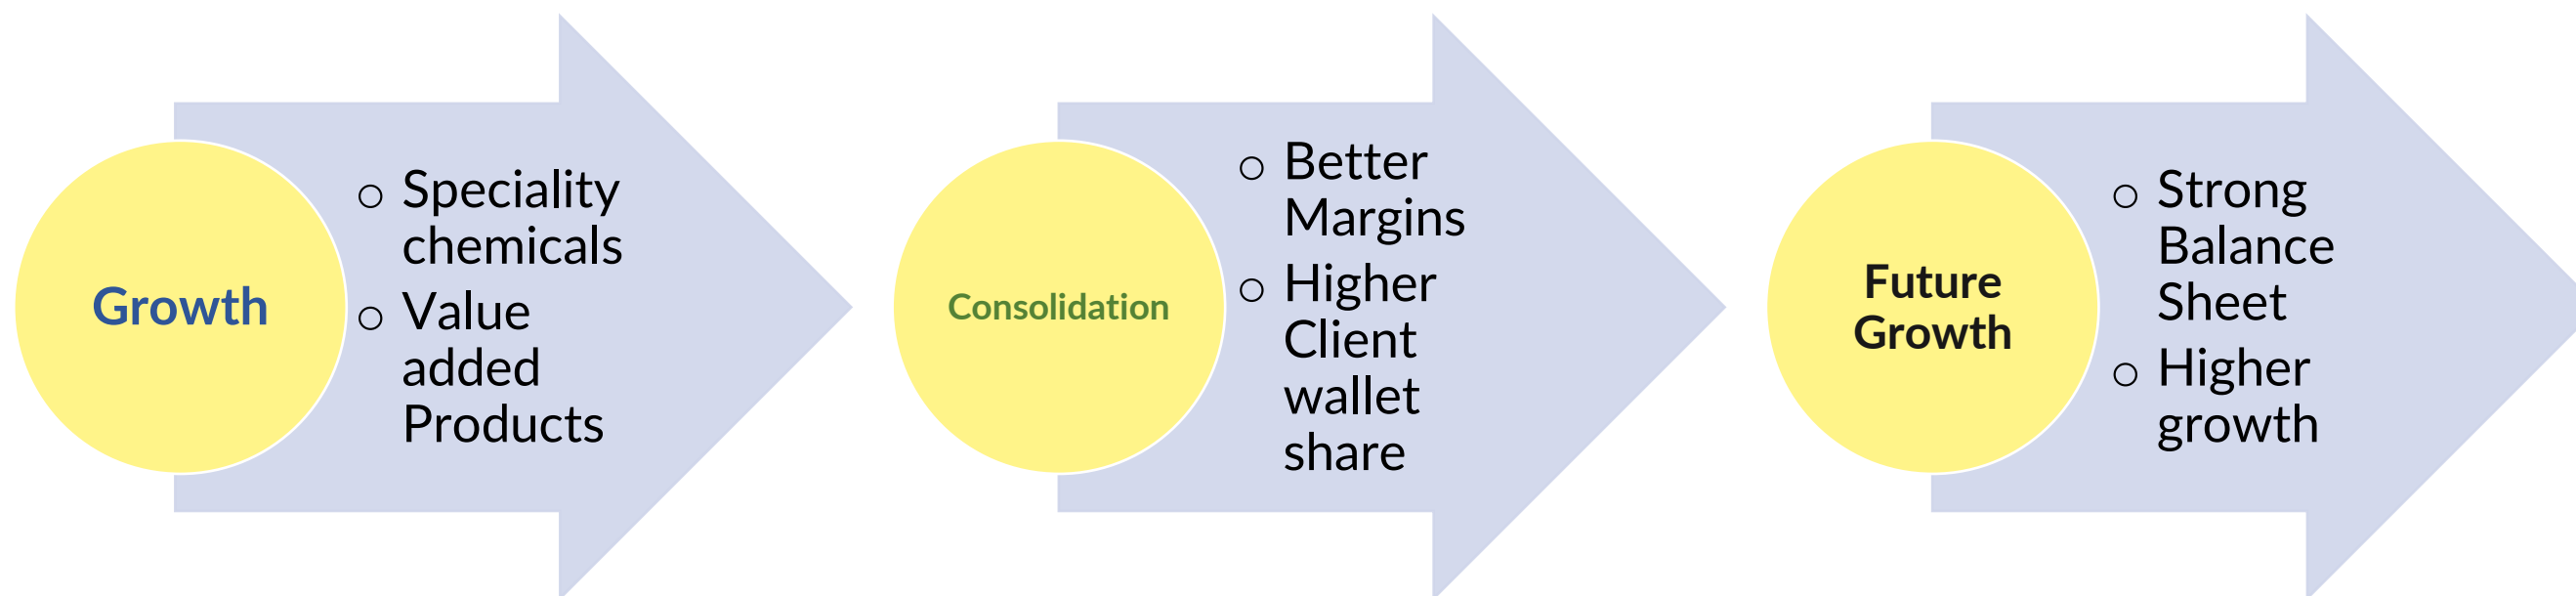 Growth
○ Speciality
chemicals
○ Value
added
Products
Consolidation
○ Better
Margins
○ Higher
Client
wallet
share
Future
Growth
○ Strong
Balance
Sheet
○ Higher
growth